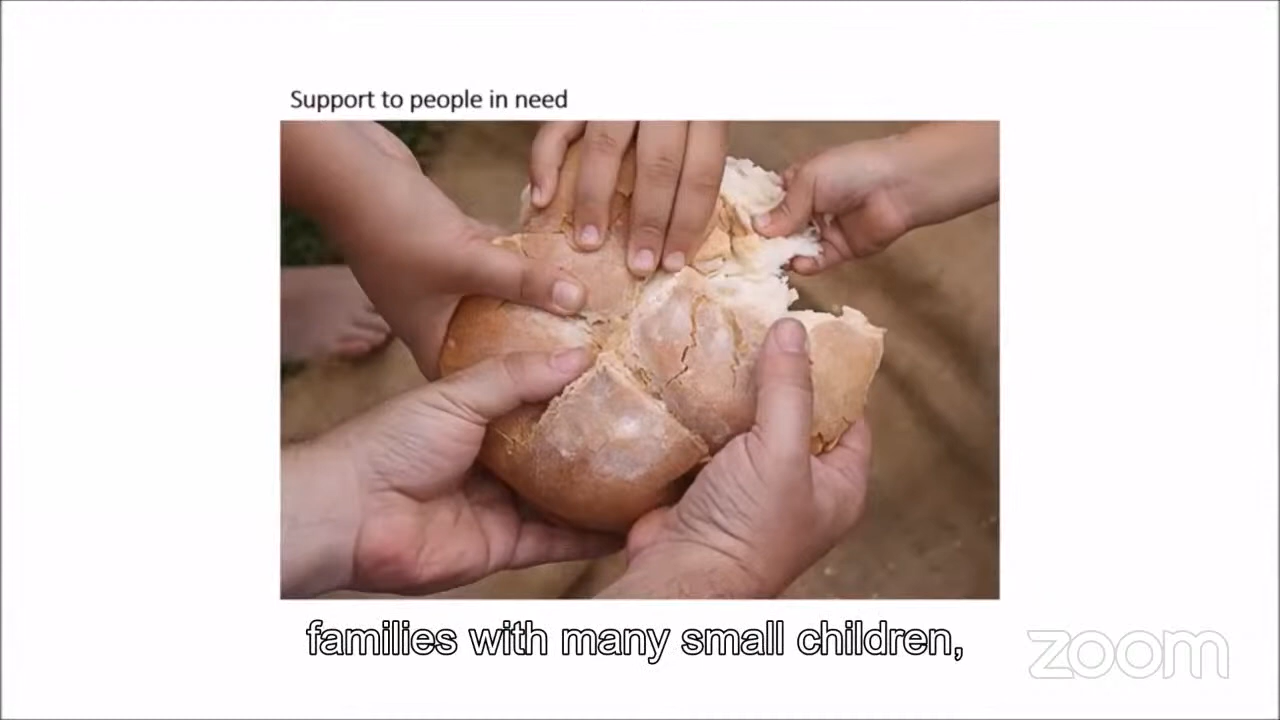 Support to people in need
families with many small children,
zoom